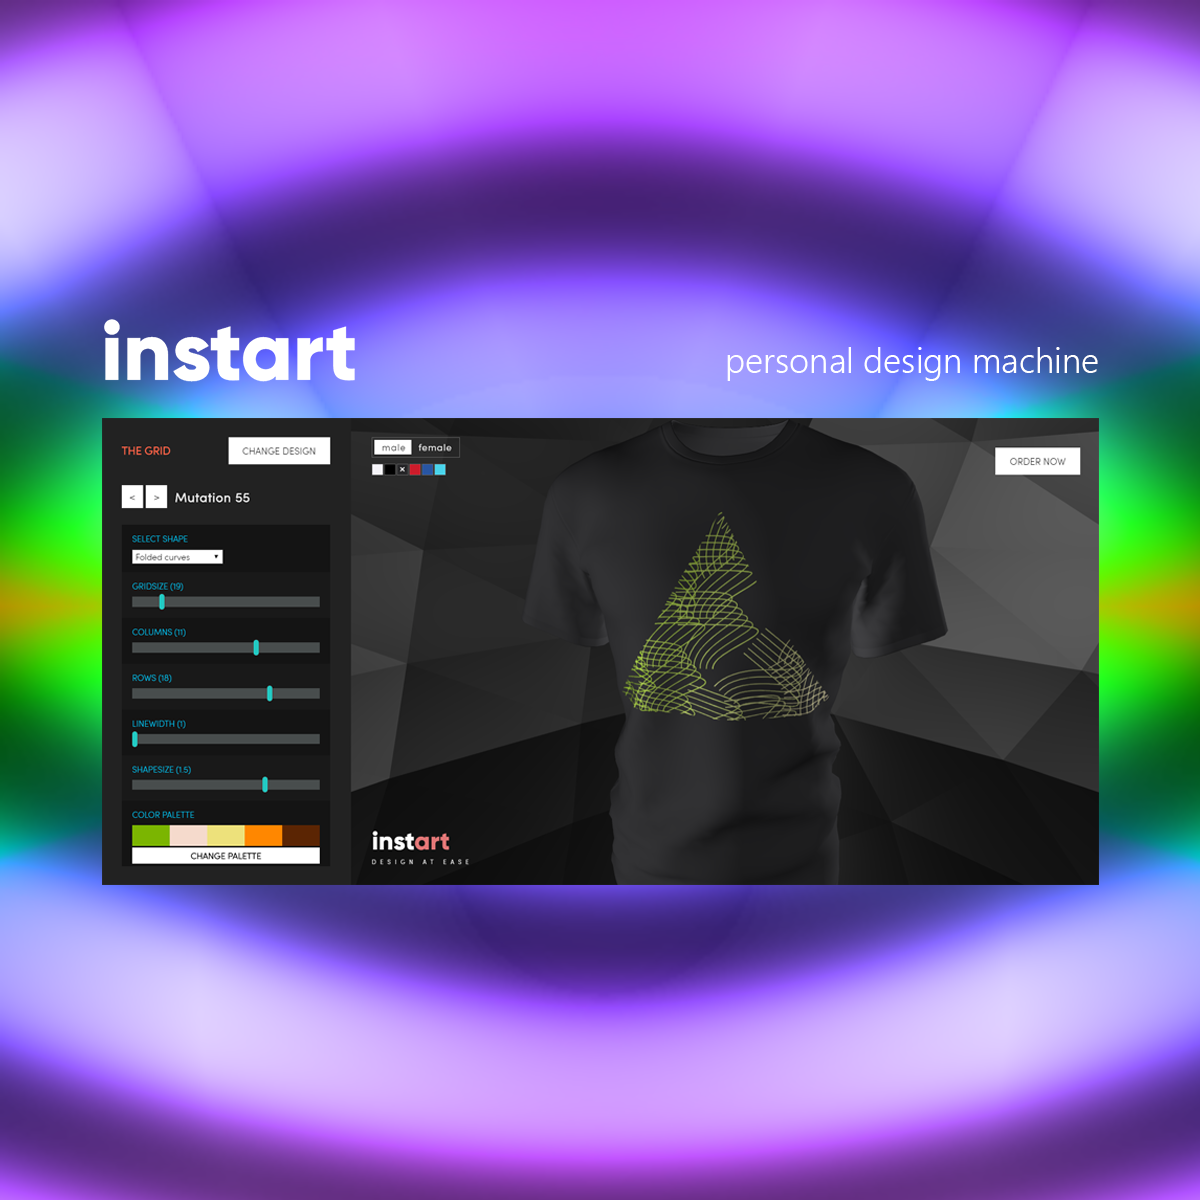 instart
personal design machine
THE GRID
CHANGE DESIGN
< > Mutation 55
SELECT SHAPE
Folded curves
GRIDSIZE (19)
COLUMNS (11)
ROWS (18)
LINEWIDTH (1)
SHAPESIZE (1.5)
COLOR PALETTE
CHANGE PALETTE
male female
ORDER NOW
instart
DESIGN AT EASE